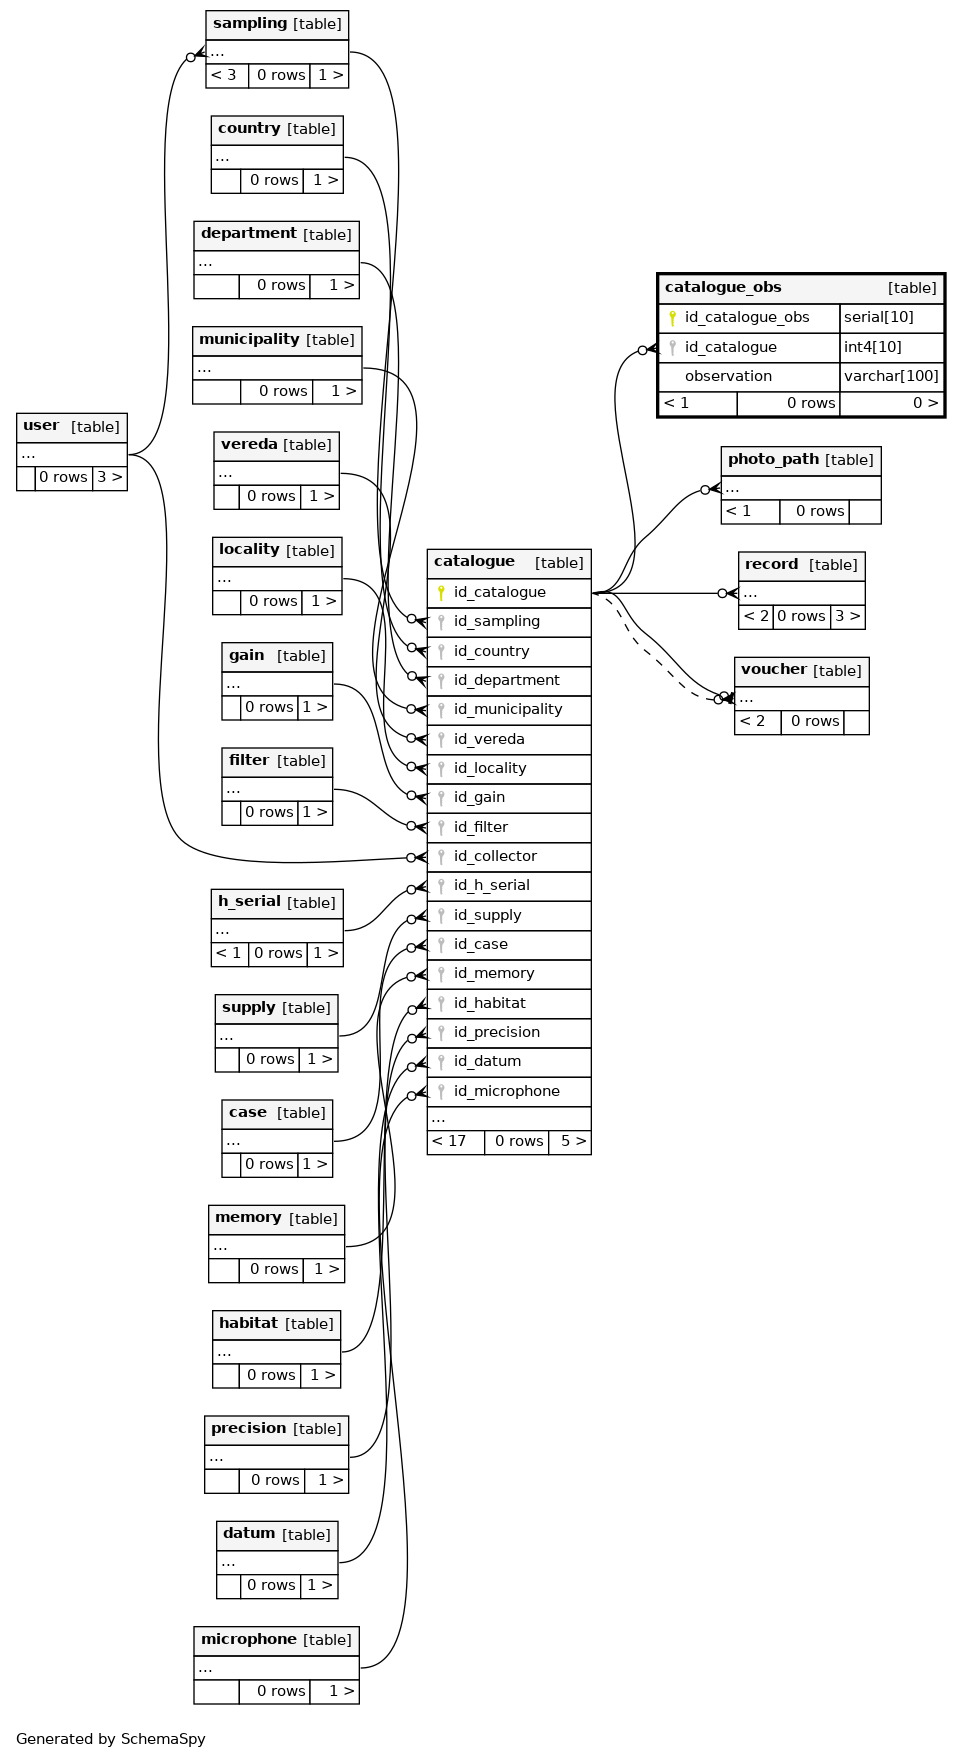 sampling [table]
...
< 3 0 rows 1 >
country [table]
...
0 rows 1 >
department [table]
...
0 rows 1 >
municipality [table]
...
0 rows 1 >
user [table]
...
0 rows 3 >
vereda [table]
...
0 rows 1 >
locality [table]
...
0 rows 1 >
gain [table]
...
0 rows 1 >
filter [table]
...
0 rows 1 >
h_serial [table]
...
< 1 0 rows 1 >
supply [table]
...
0 rows 1 >
case [table]
...
0 rows 1 >
memory [table]
...
0 rows 1 >
habitat [table]
...
0 rows 1 >
precision [table]
...
0 rows 1 >
datum [table]
...
0 rows 1 >
microphone [table]
...
0 rows 1 >
catalogue [table]
id_catalogue
id_sampling
id_country
id_department
id_municipality
id_vereda
id_locality
id_gain
id_filter
id_collector
id_h_serial
id_supply
id_case
id_memory
id_habitat
id_precision
id_datum
id_microphone
...
< 17 0 rows 5 >
catalogue_obs [table]
id_catalogue_obs serial[10]
id_catalogue int4[10]
observation varchar[100]
< 1 0 rows 0 >
photo_path [table]
...
< 1 0 rows
record [table]
...
< 2 0 rows 3 >
voucher [table]
...
< 2 0 rows
Generated by SchemaSpy